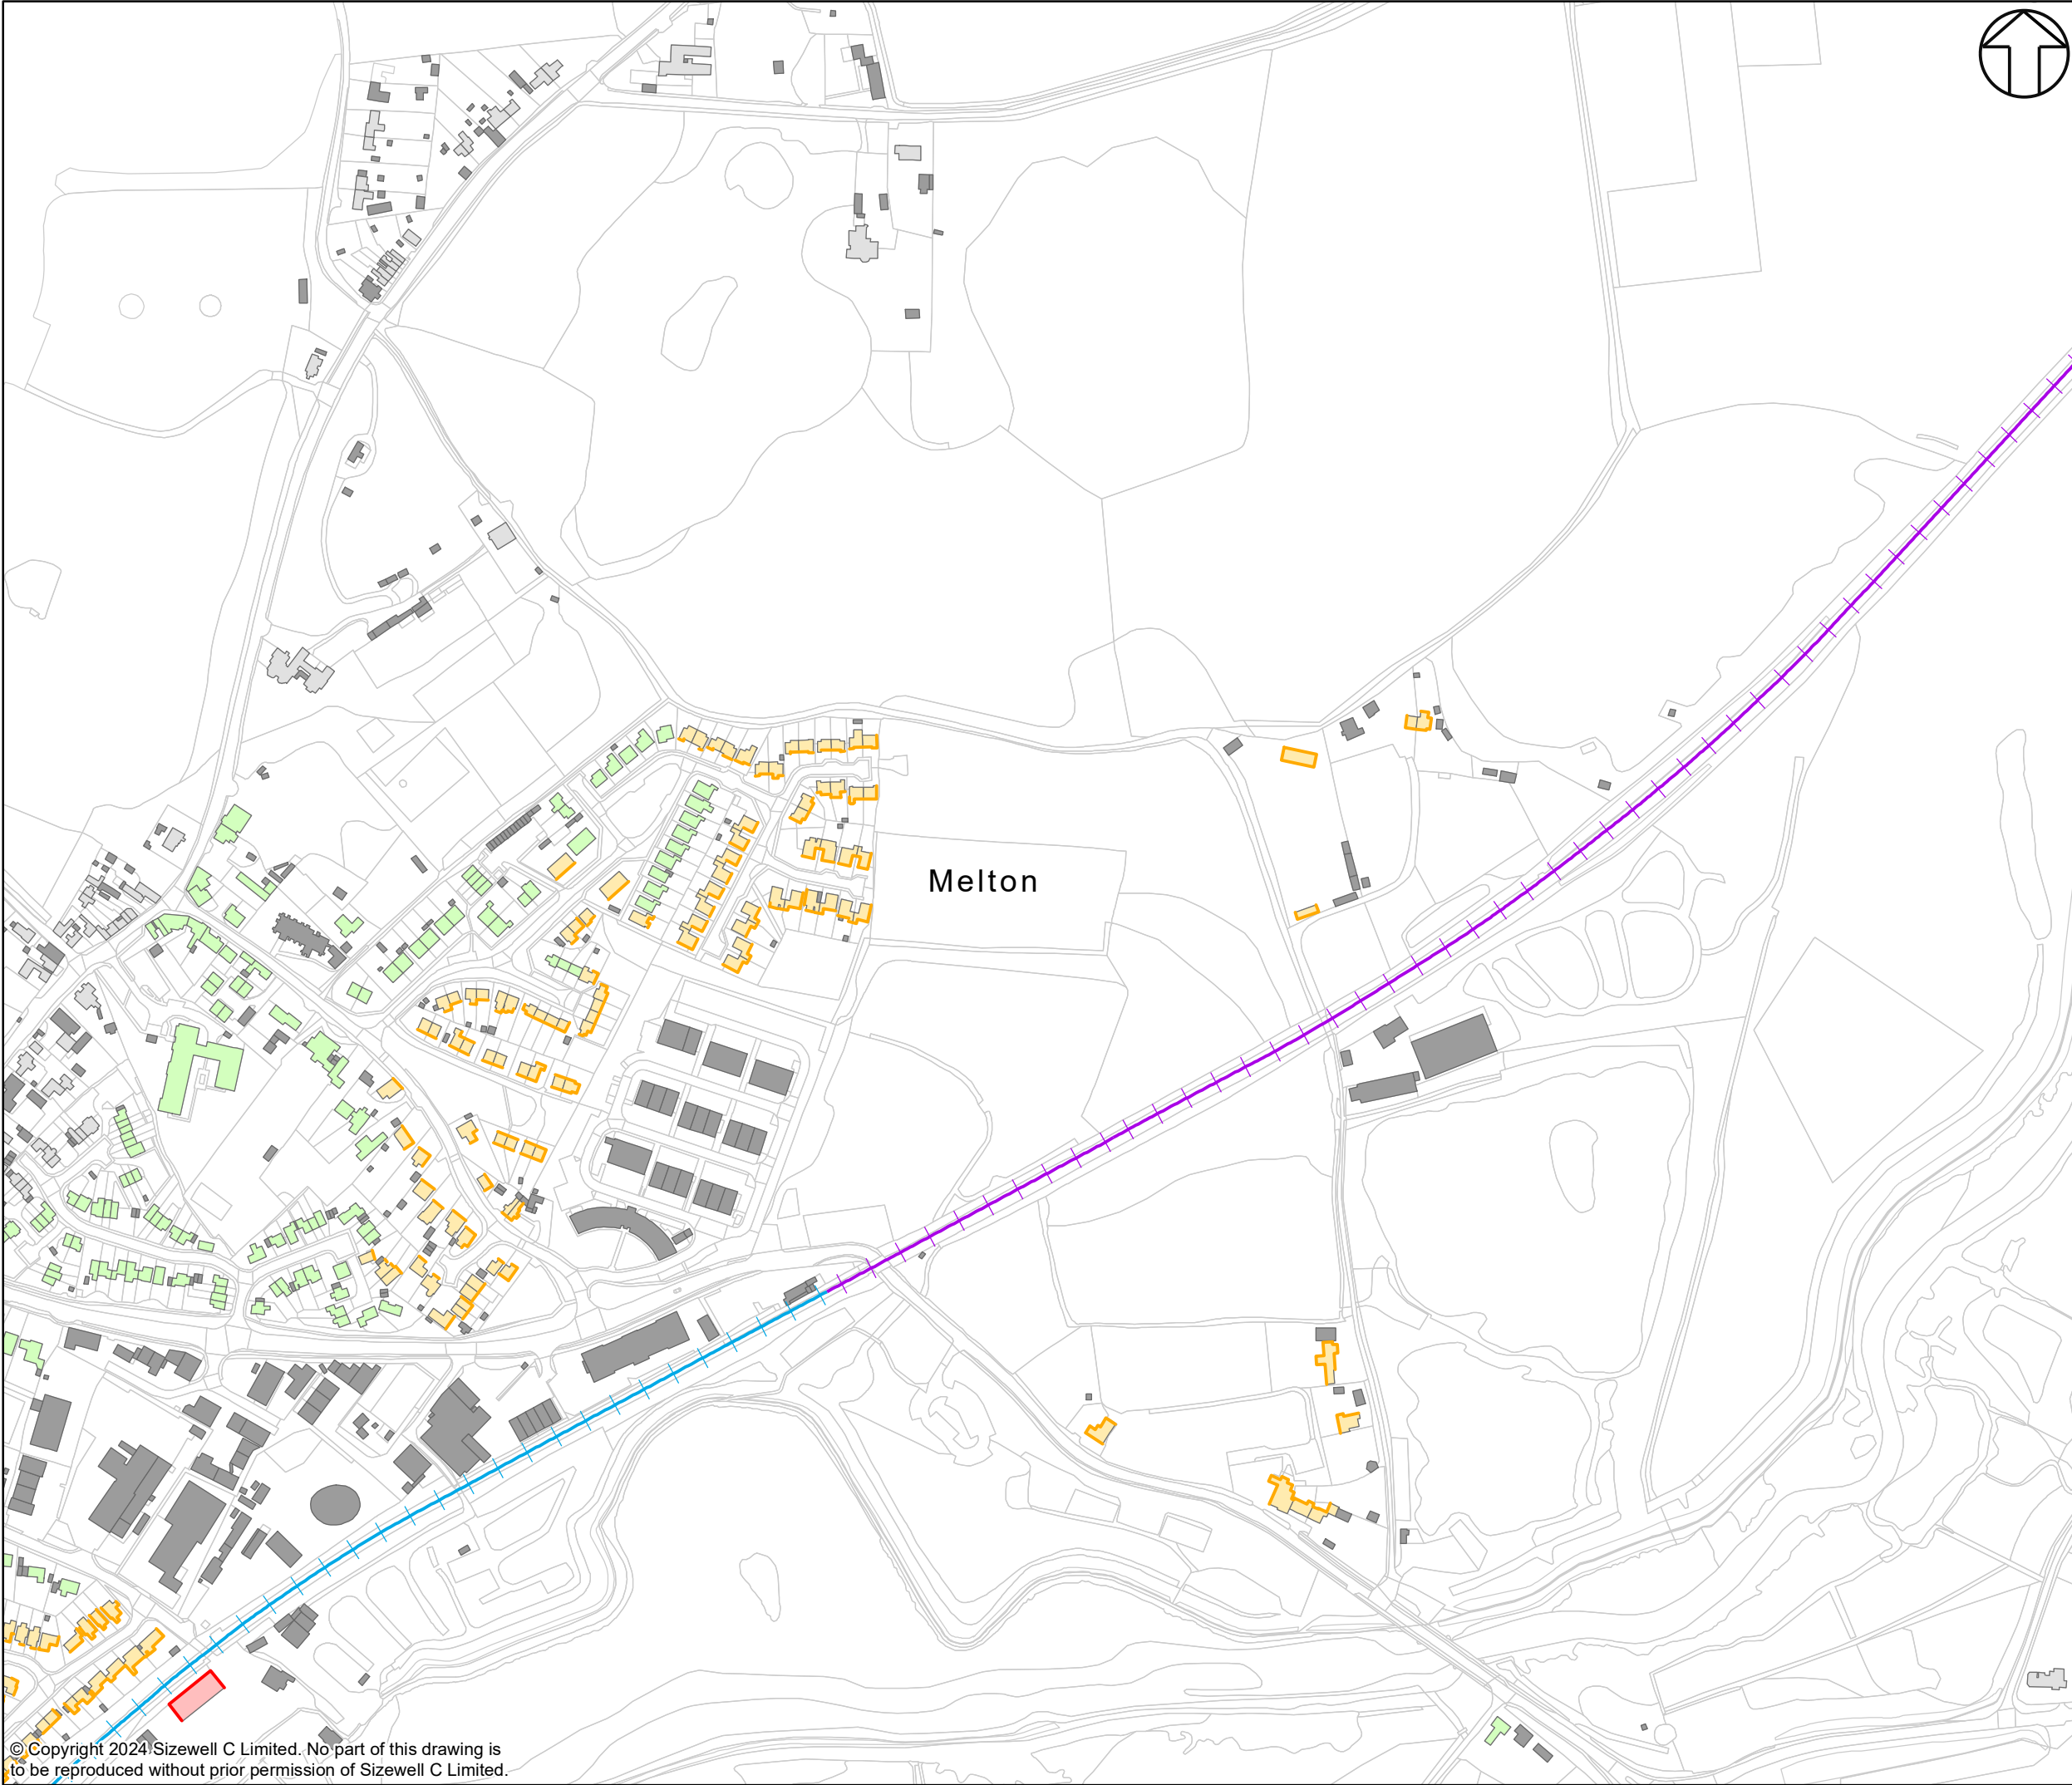 Melton
© Copyright 2024 Sizewell C Limited. No part of this drawing is
to be reproduced without prior permission of Sizewell C Limited.